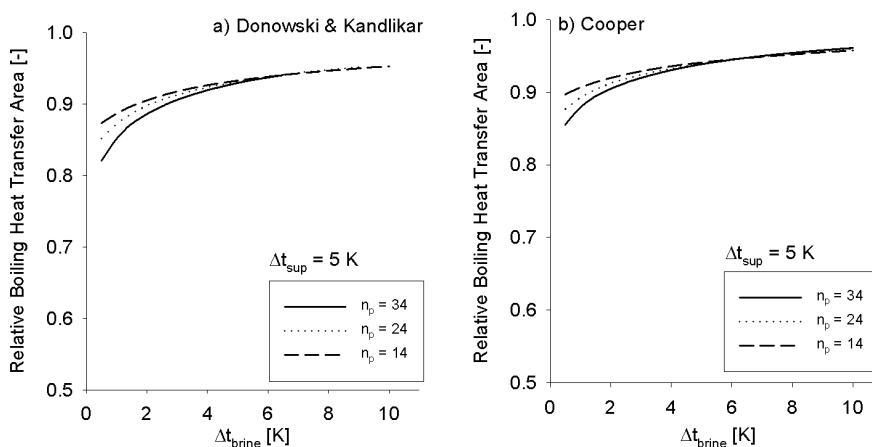 a) Donowski & Kandlikar
Relative Boiling Heat Transfer Area [-]
1.0
0.9
0.8
0.7
0.6
0.5
Δt_sup = 5 K
n_p = 34
n_p = 24
n_p = 14
0 2 4 6 8 10
Δt_brine [K]
b) Cooper
Relative Boiling Heat Transfer Area [-]
1.0
0.9
0.8
0.7
0.6
0.5
Δt_sup = 5 K
n_p = 34
n_p = 24
n_p = 14
0 2 4 6 8 10
Δt_brine [K]